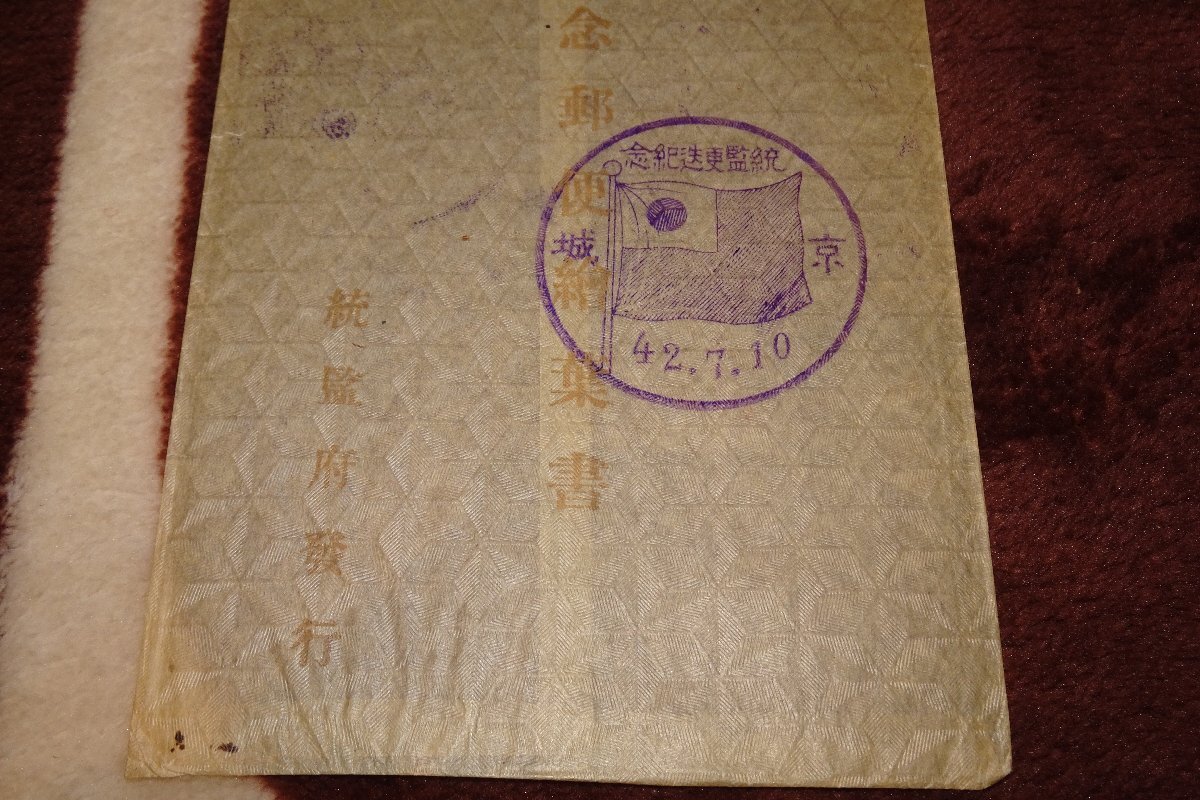 念郵便繪葉書
統監府發行
統監更迭紀念
京城
42.7.10